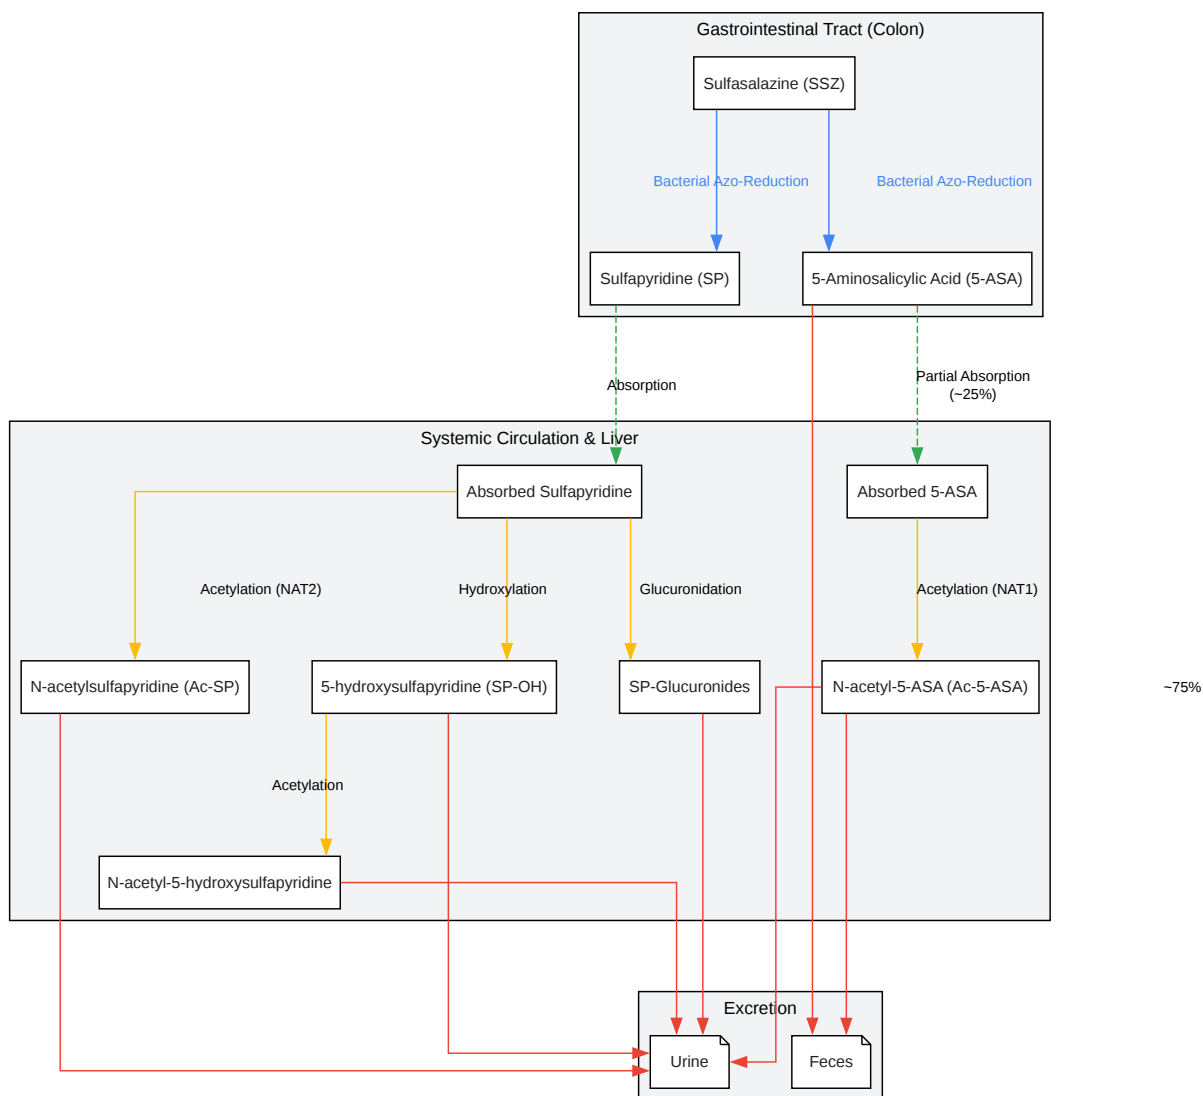 Gastrointestinal Tract (Colon)
Sulfasalazine (SSZ)
Bacterial Azo-Reduction
Bacterial Azo-Reduction
Sulfapyridine (SP)
5-Aminosalicylic Acid (5-ASA)
Absorption
Partial Absorption
(~25%)
Systemic Circulation & Liver
Absorbed Sulfapyridine
Absorbed 5-ASA
Acetylation (NAT2)
Hydroxylation
Glucuronidation
Acetylation (NAT1)
N-acetylsulfapyridine (Ac-SP)
5-hydroxysulfapyridine (SP-OH)
SP-Glucuronides
N-acetyl-5-ASA (Ac-5-ASA)
~75%
Acetylation
N-acetyl-5-hydroxysulfapyridine
Excretion
Urine
Feces